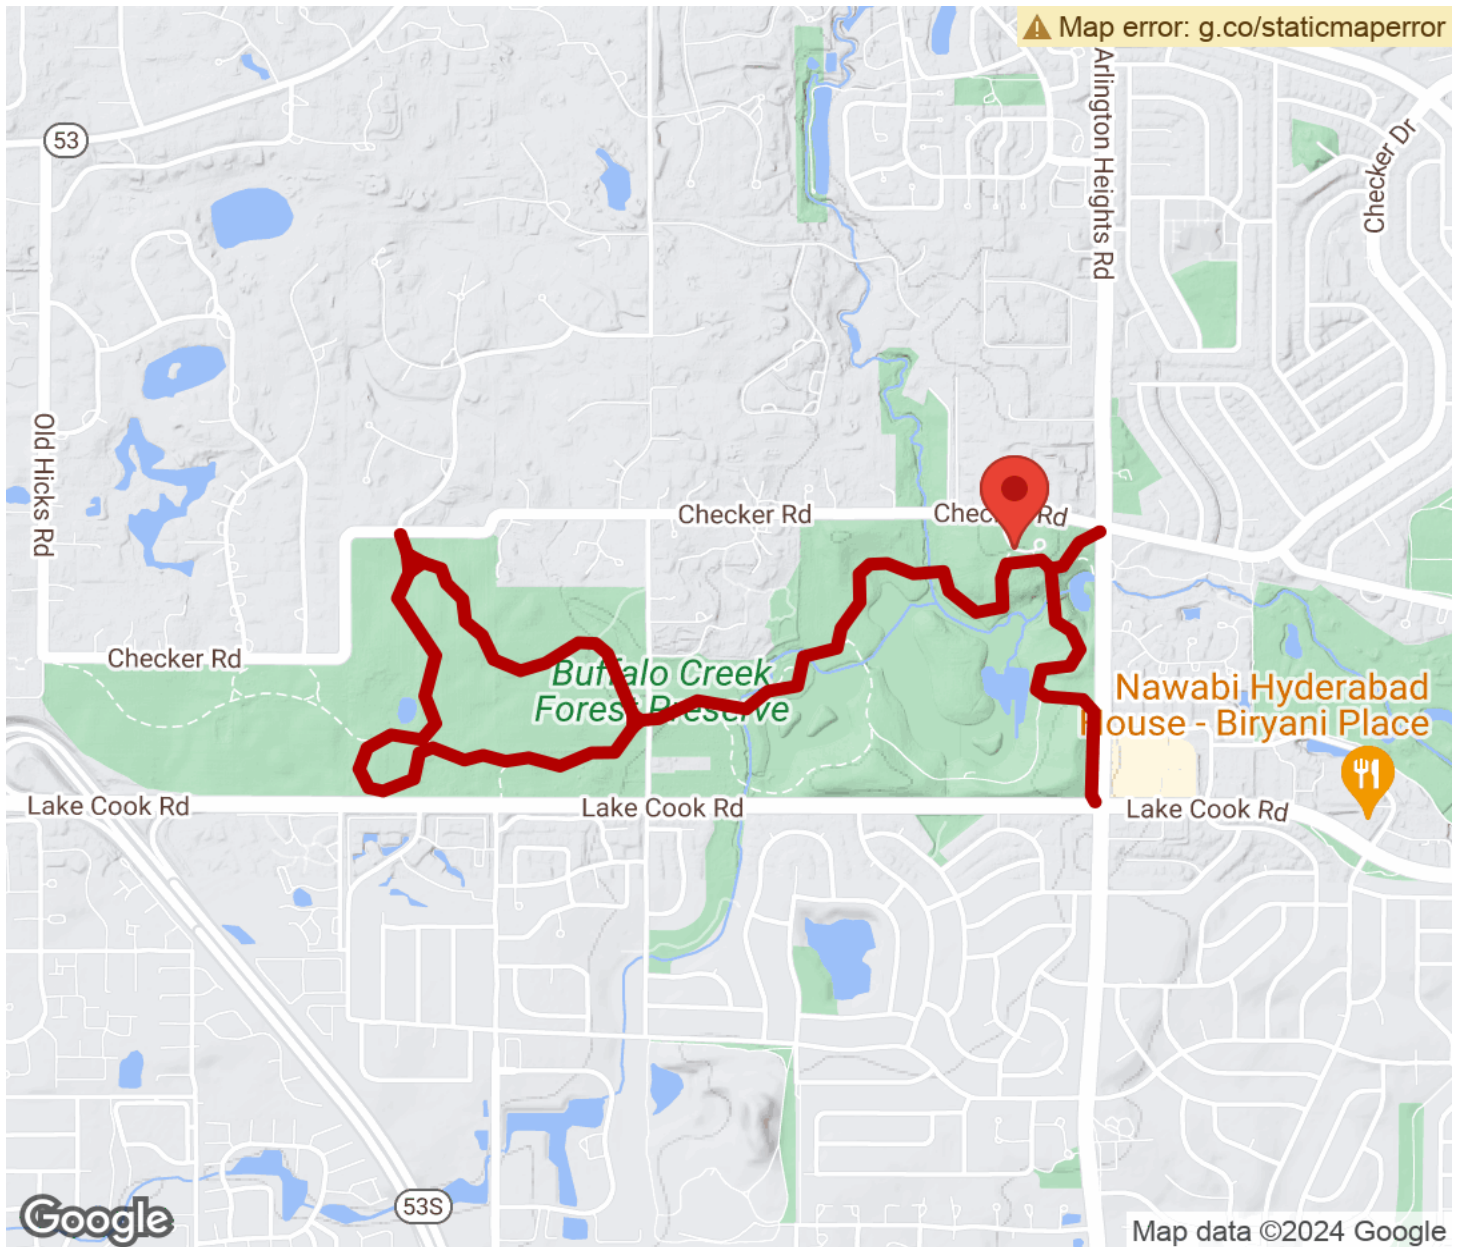 Map error: g.co/staticmaperror
Arlington Heights Rd
Checker Dr
53
Old Hicks Rd
Checker Rd
Checker Rd
Checker Rd
Buffalo Creek
Forest Preserve
Nawabi Hyderabad
House - Biryani Place
Lake Cook Rd
Lake Cook Rd
Lake Cook Rd
53S
Google
Map data ©2024 Google